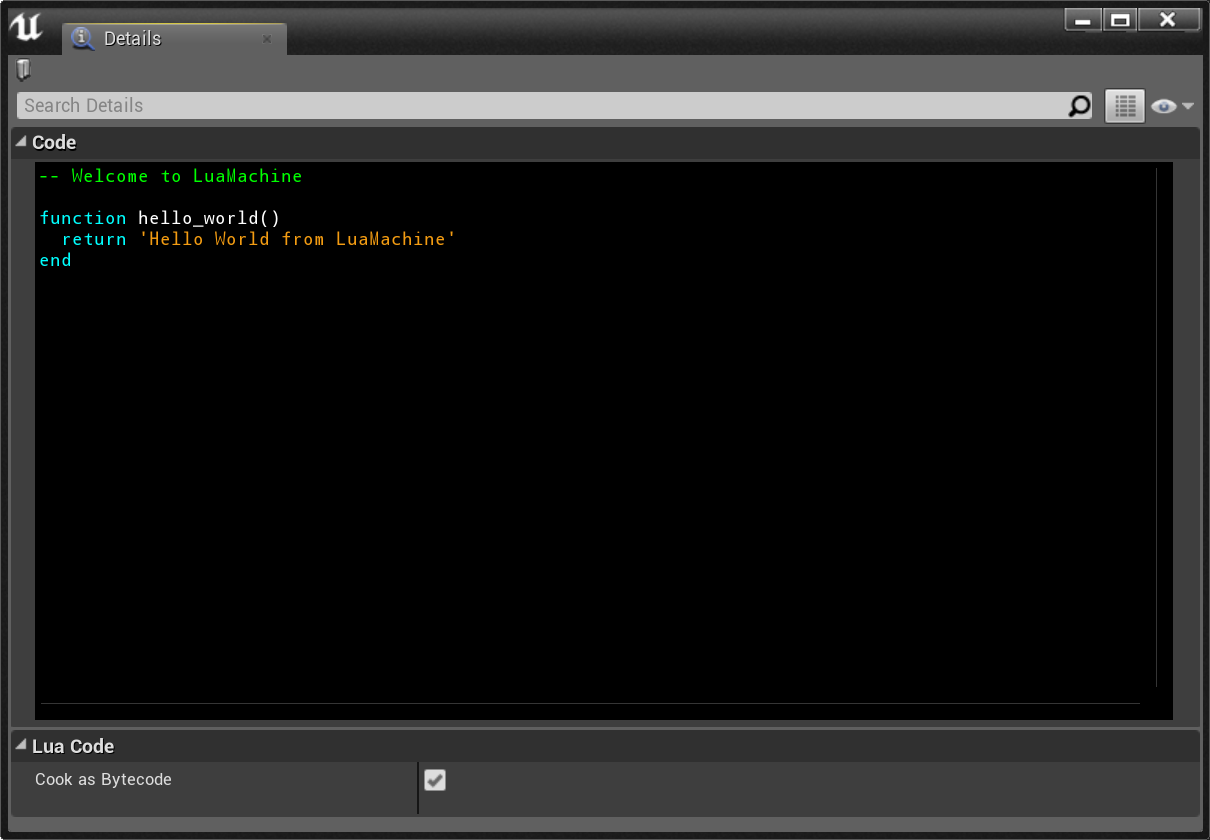 Details
Search Details
Code
-- Welcome to LuaMachine
function hello_world()
  return 'Hello World from LuaMachine'
end
Lua Code
Cook as Bytecode